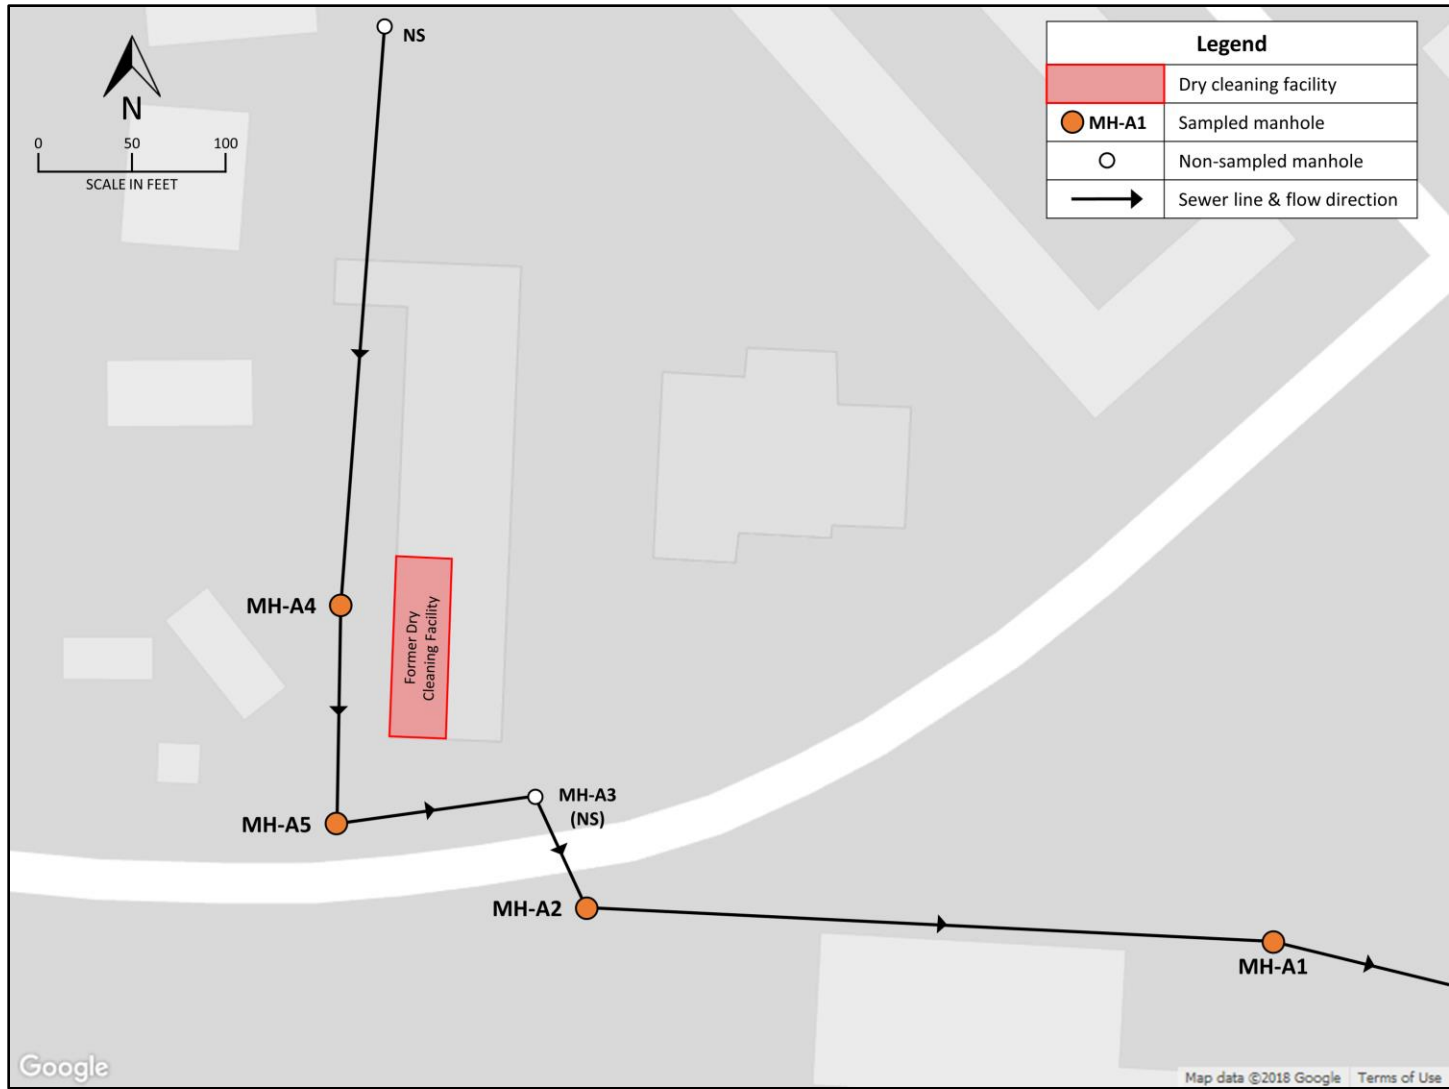 NS
N
0 50 100
SCALE IN FEET
Legend
Dry cleaning facility
MH-A1 Sampled manhole
Non-sampled manhole
Sewer line & flow direction
MH-A4
Former Dry
Cleaning Facility
MH-A5
MH-A3
(NS)
MH-A2
MH-A1
Google
Map data ©2018 Google Terms of Use